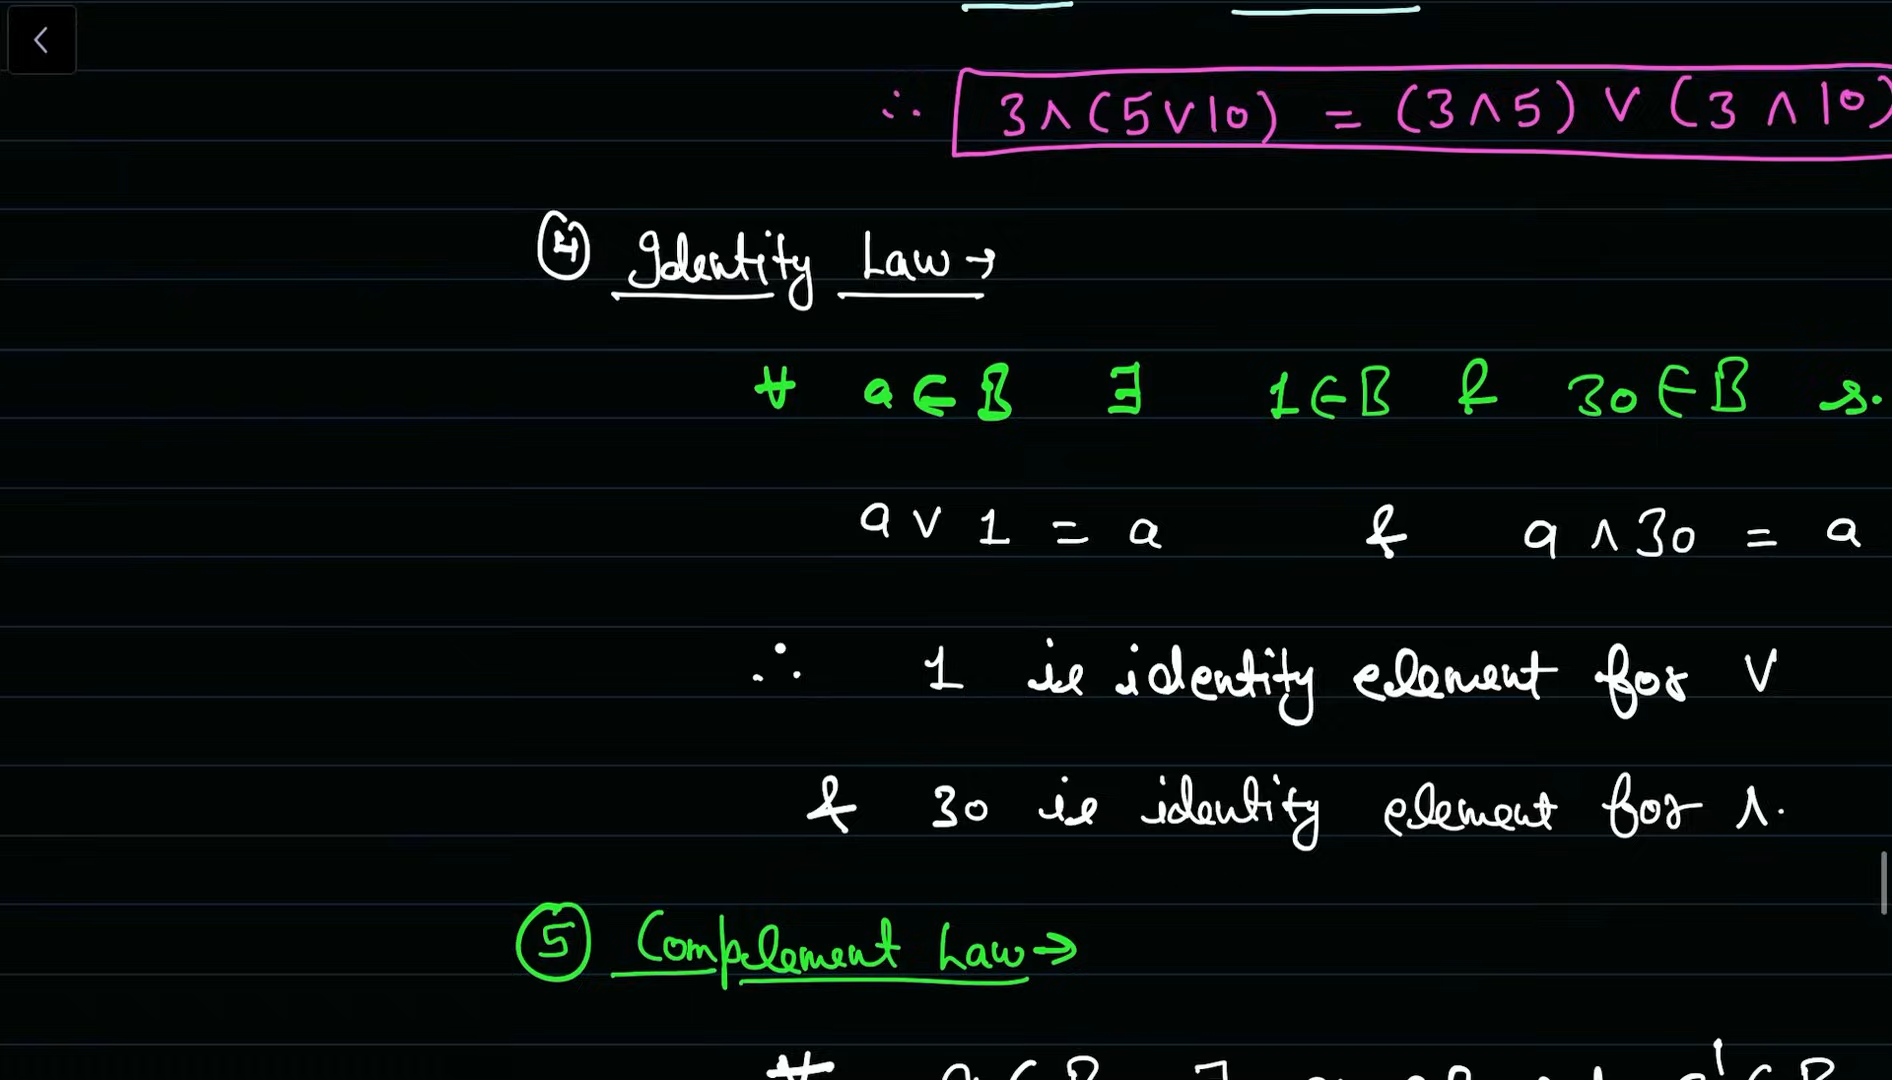 ∴ 3∧(5∨10) = (3∧5) ∨ (3∧10)
④ Identity Law →
∀ a∈B ∃ 1∈B & 30∈B s.
a∨1 = a & a∧30 = a
∴ 1 is identity element for ∨
& 30 is identity element for ∧.
⑤ Complement Law →
∀ a∈B ∃